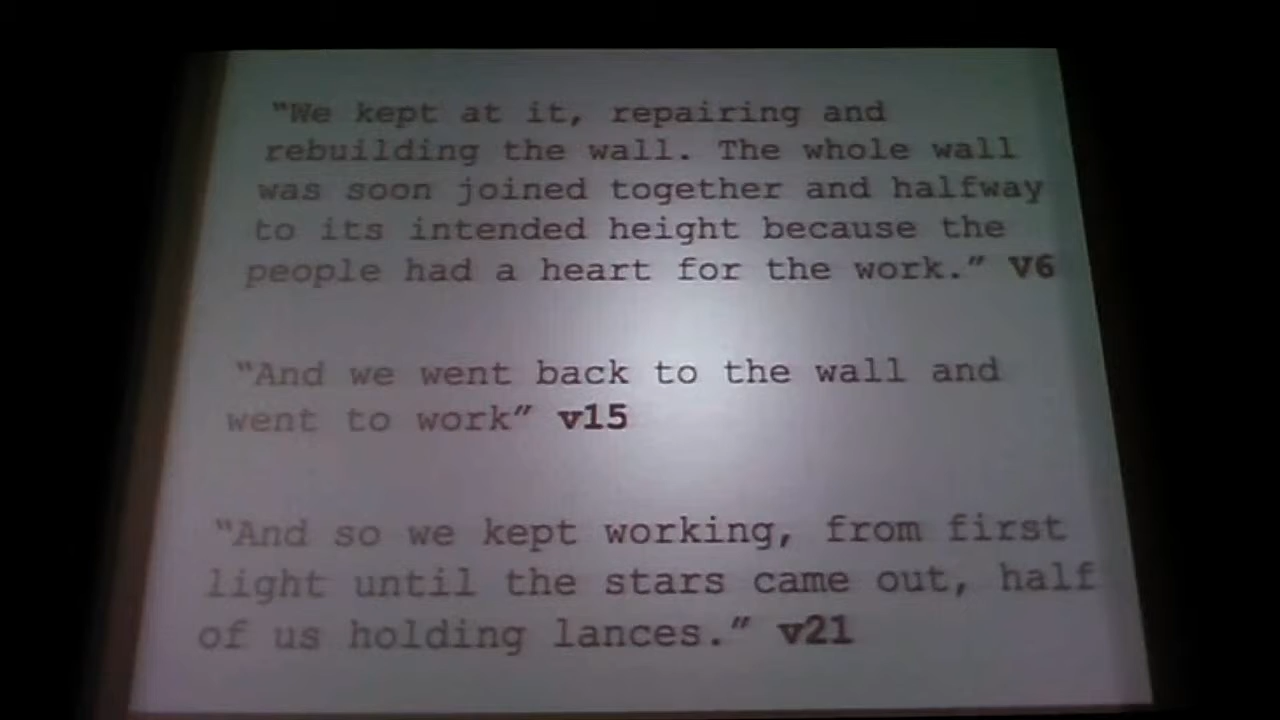 "We kept at it, repairing and
rebuilding the wall. The whole wall
was soon joined together and halfway
to its intended height because the
people had a heart for the work.” V6
"And we went back to the wall and
went to work” v15
"And so we kept working, from first
light until the stars came out, half
of us holding lances.” v21